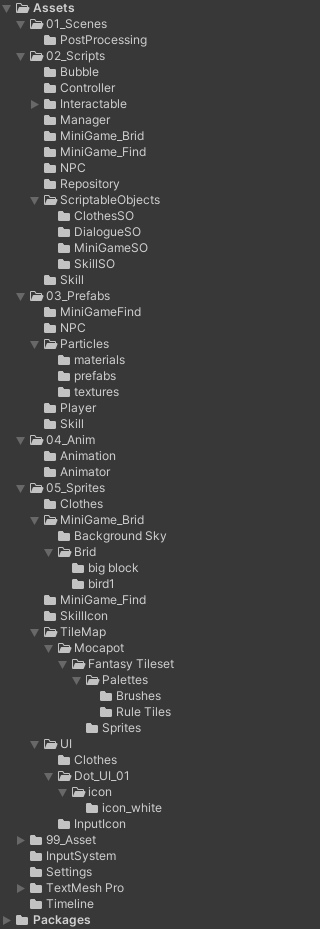 Assets
01_Scenes
PostProcessing
02_Scripts
Bubble
Controller
Interactable
Manager
MiniGame_Brid
MiniGame_Find
NPC
Repository
ScriptableObjects
ClothesSO
DialogueSO
MiniGameSO
SkillSO
Skill
03_Prefabs
MiniGameFind
NPC
Particles
materials
prefabs
textures
Player
Skill
04_Anim
Animation
Animator
05_Sprites
Clothes
MiniGame_Brid
Background Sky
Brid
big block
bird1
MiniGame_Find
SkillIcon
TileMap
Mocapot
Fantasy Tileset
Palettes
Brushes
Rule Tiles
Sprites
UI
Clothes
Dot_UI_01
icon
icon_white
InputIcon
99_Asset
InputSystem
Settings
TextMesh Pro
Timeline
Packages